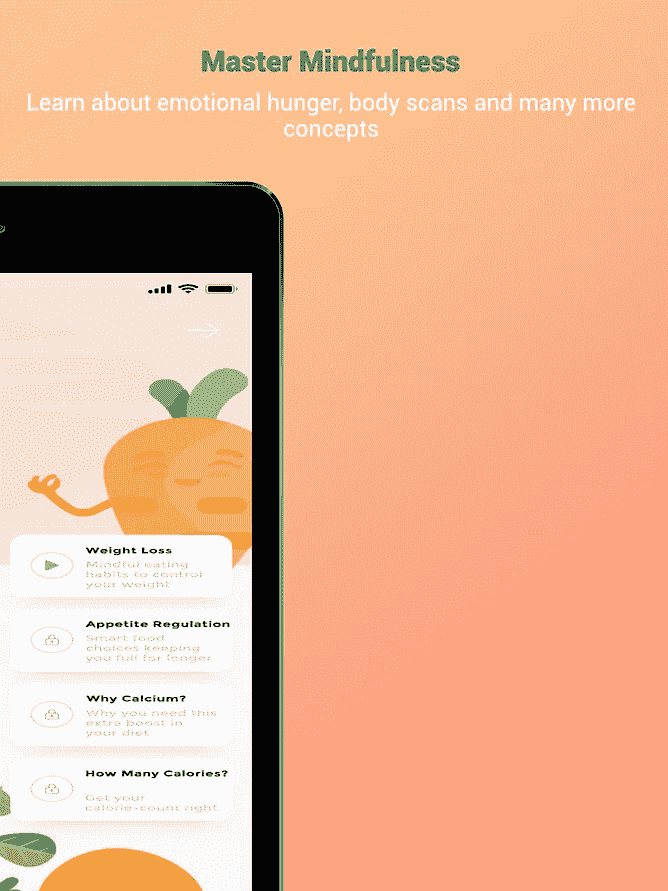 Master Mindfulness
Learn about emotional hunger, body scans and many more
concepts
Weight Loss
Mindful eating
habits to control
your weight
Appetite Regulation
Smart food
choices keeping
you full for longer
Why Calcium?
Why you need this
extra boost in
your diet
How Many Calories?
Get your
calorie-count right